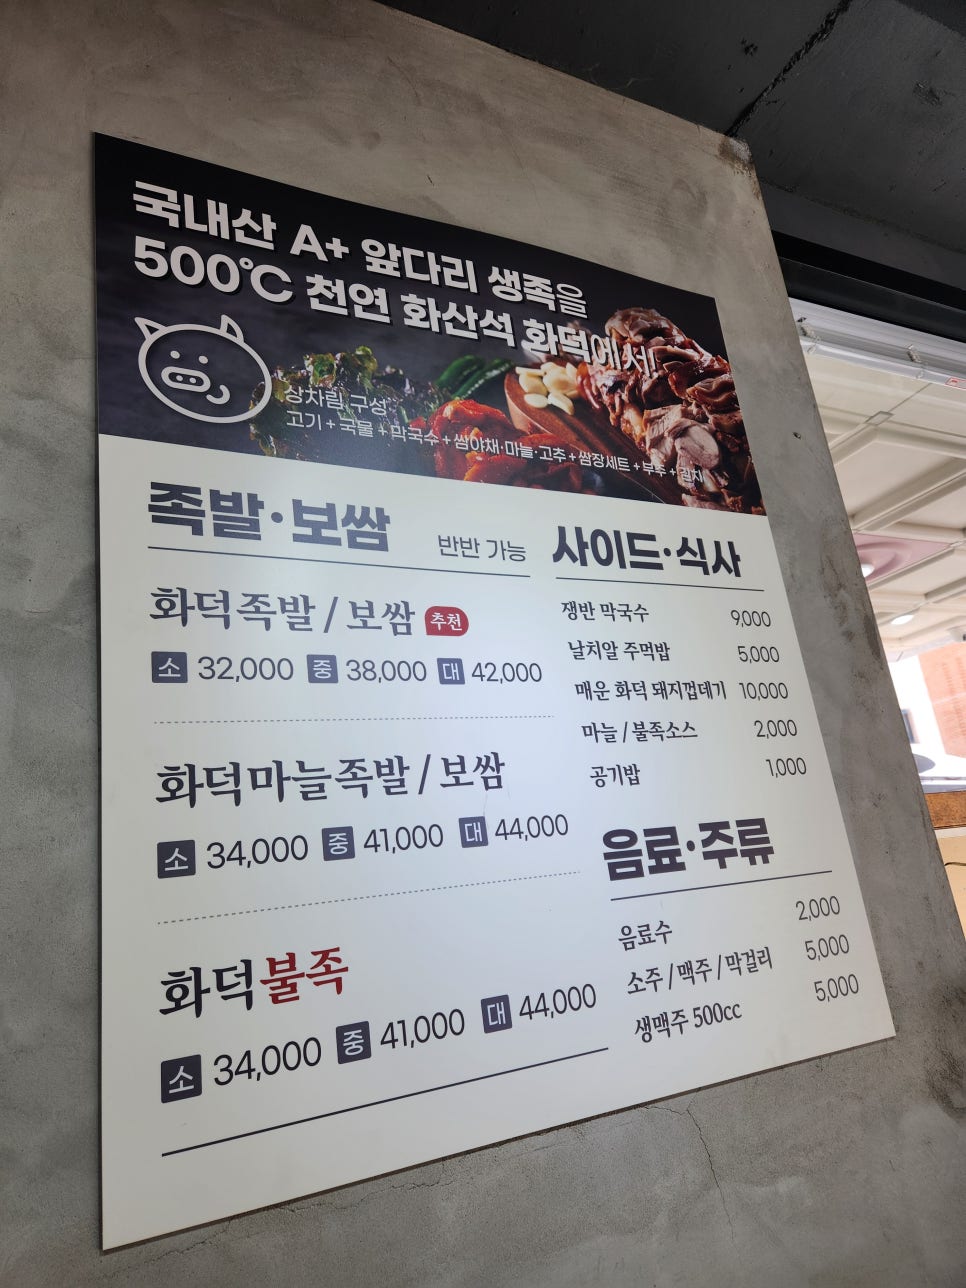 국내산 A+ 앞다리 생족을
500℃ 천연 화산석 화덕에서!
상차림 구성
고기 + 국물 + 막국수 + 쌈야채·마늘·고추 + 쌈장세트 + 부추 + 김치
족발·보쌈 반반 가능
화덕족발 / 보쌈 추천
소 32,000 중 38,000 대 42,000
화덕마늘족발 / 보쌈
소 34,000 중 41,000 대 44,000
화덕불족
소 34,000 중 41,000 대 44,000
사이드·식사
쟁반 막국수 9,000
날치알 주먹밥 5,000
매운 화덕 돼지껍데기 10,000
마늘 / 불족소스 2,000
공기밥 1,000
음료·주류
음료수 2,000
소주 / 맥주 / 막걸리 5,000
생맥주 500cc 5,000